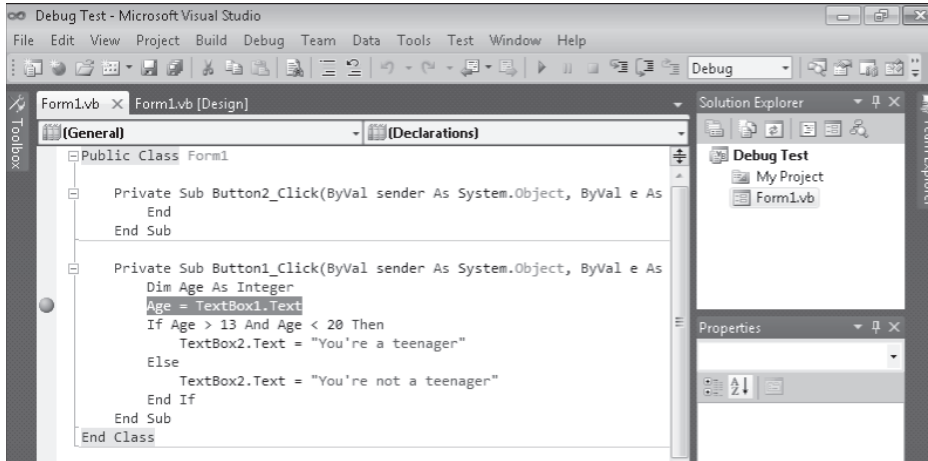 Debug Test - Microsoft Visual Studio
File Edit View Project Build Debug Team Data Tools Test Window Help
Debug
Toolbox
Form1.vb Form1.vb [Design]
(General) (Declarations)
Public Class Form1
Private Sub Button2_Click(ByVal sender As System.Object, ByVal e As
End
End Sub
Private Sub Button1_Click(ByVal sender As System.Object, ByVal e As
Dim Age As Integer
Age = TextBox1.Text
If Age > 13 And Age < 20 Then
TextBox2.Text = "You're a teenager"
Else
TextBox2.Text = "You're not a teenager"
End If
End Sub
End Class
Solution Explorer
Debug Test
My Project
Form1.vb
Properties